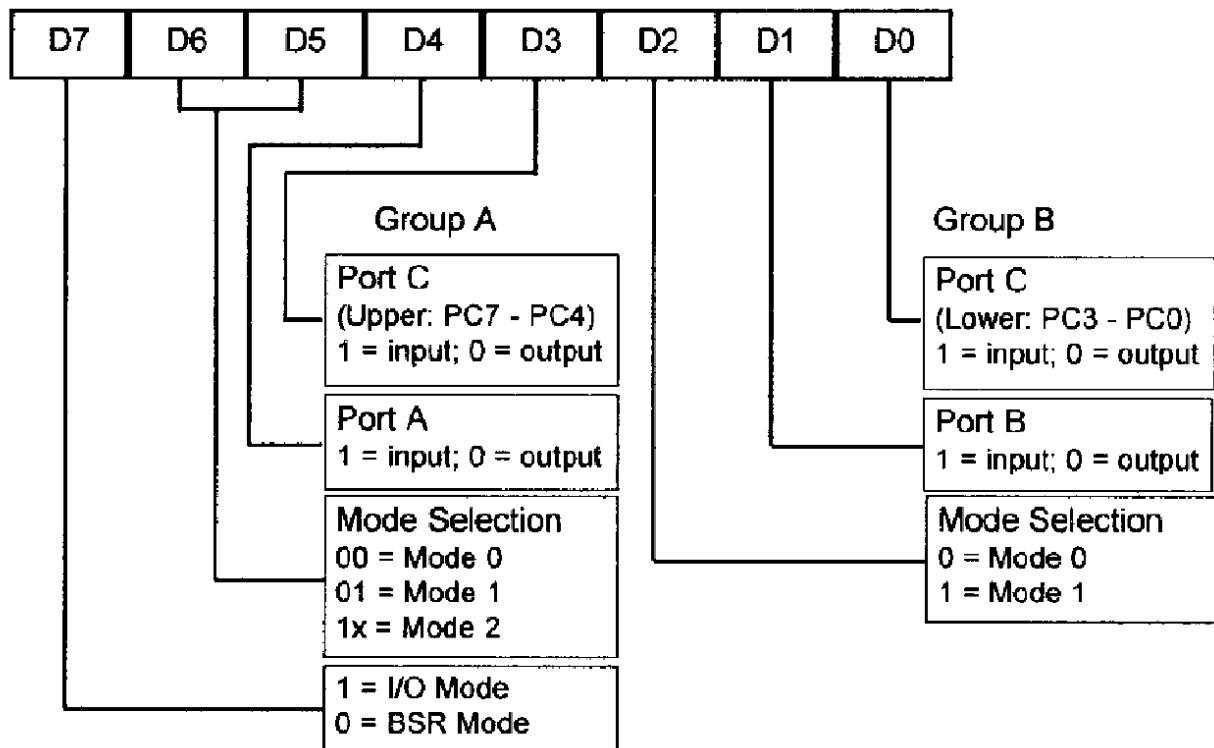 D7 D6 D5 D4 D3 D2 D1 D0
Group A
Port C
(Upper: PC7 - PC4)
1 = input; 0 = output
Port A
1 = input; 0 = output
Mode Selection
00 = Mode 0
01 = Mode 1
1x = Mode 2
1 = I/O Mode
0 = BSR Mode
Group B
Port C
(Lower: PC3 - PC0)
1 = input; 0 = output
Port B
1 = input; 0 = output
Mode Selection
0 = Mode 0
1 = Mode 1